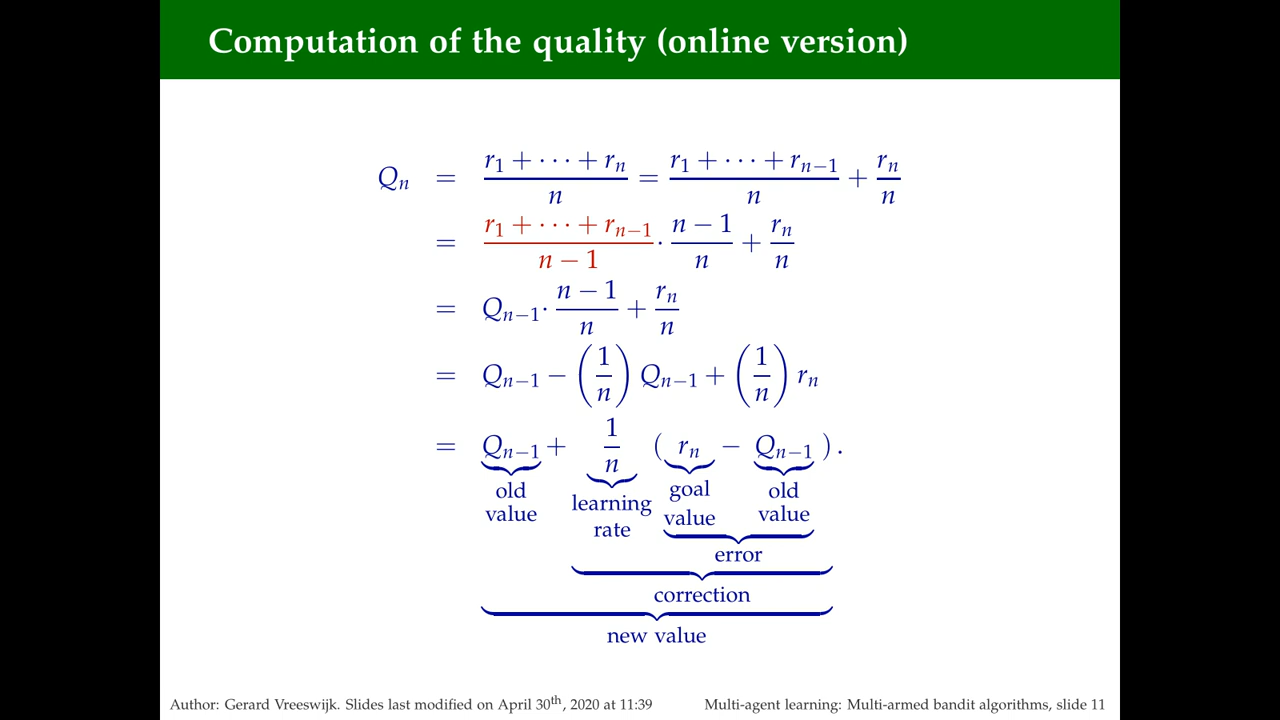 Computation of the quality (online version)
Qₙ = (r₁ + · · · + rₙ)/n = (r₁ + · · · + rₙ₋₁)/n + rₙ/n
= (r₁ + · · · + rₙ₋₁)/(n − 1) · (n − 1)/n + rₙ/n
= Qₙ₋₁ · (n − 1)/n + rₙ/n
= Qₙ₋₁ − (1/n) Qₙ₋₁ + (1/n) rₙ
= Qₙ₋₁ + 1/n ( rₙ − Qₙ₋₁ ).
old value
learning rate
goal value
old value
error
correction
new value
Author: Gerard Vreeswijk. Slides last modified on April 30th, 2020 at 11:39
Multi-agent learning: Multi-armed bandit algorithms, slide 11